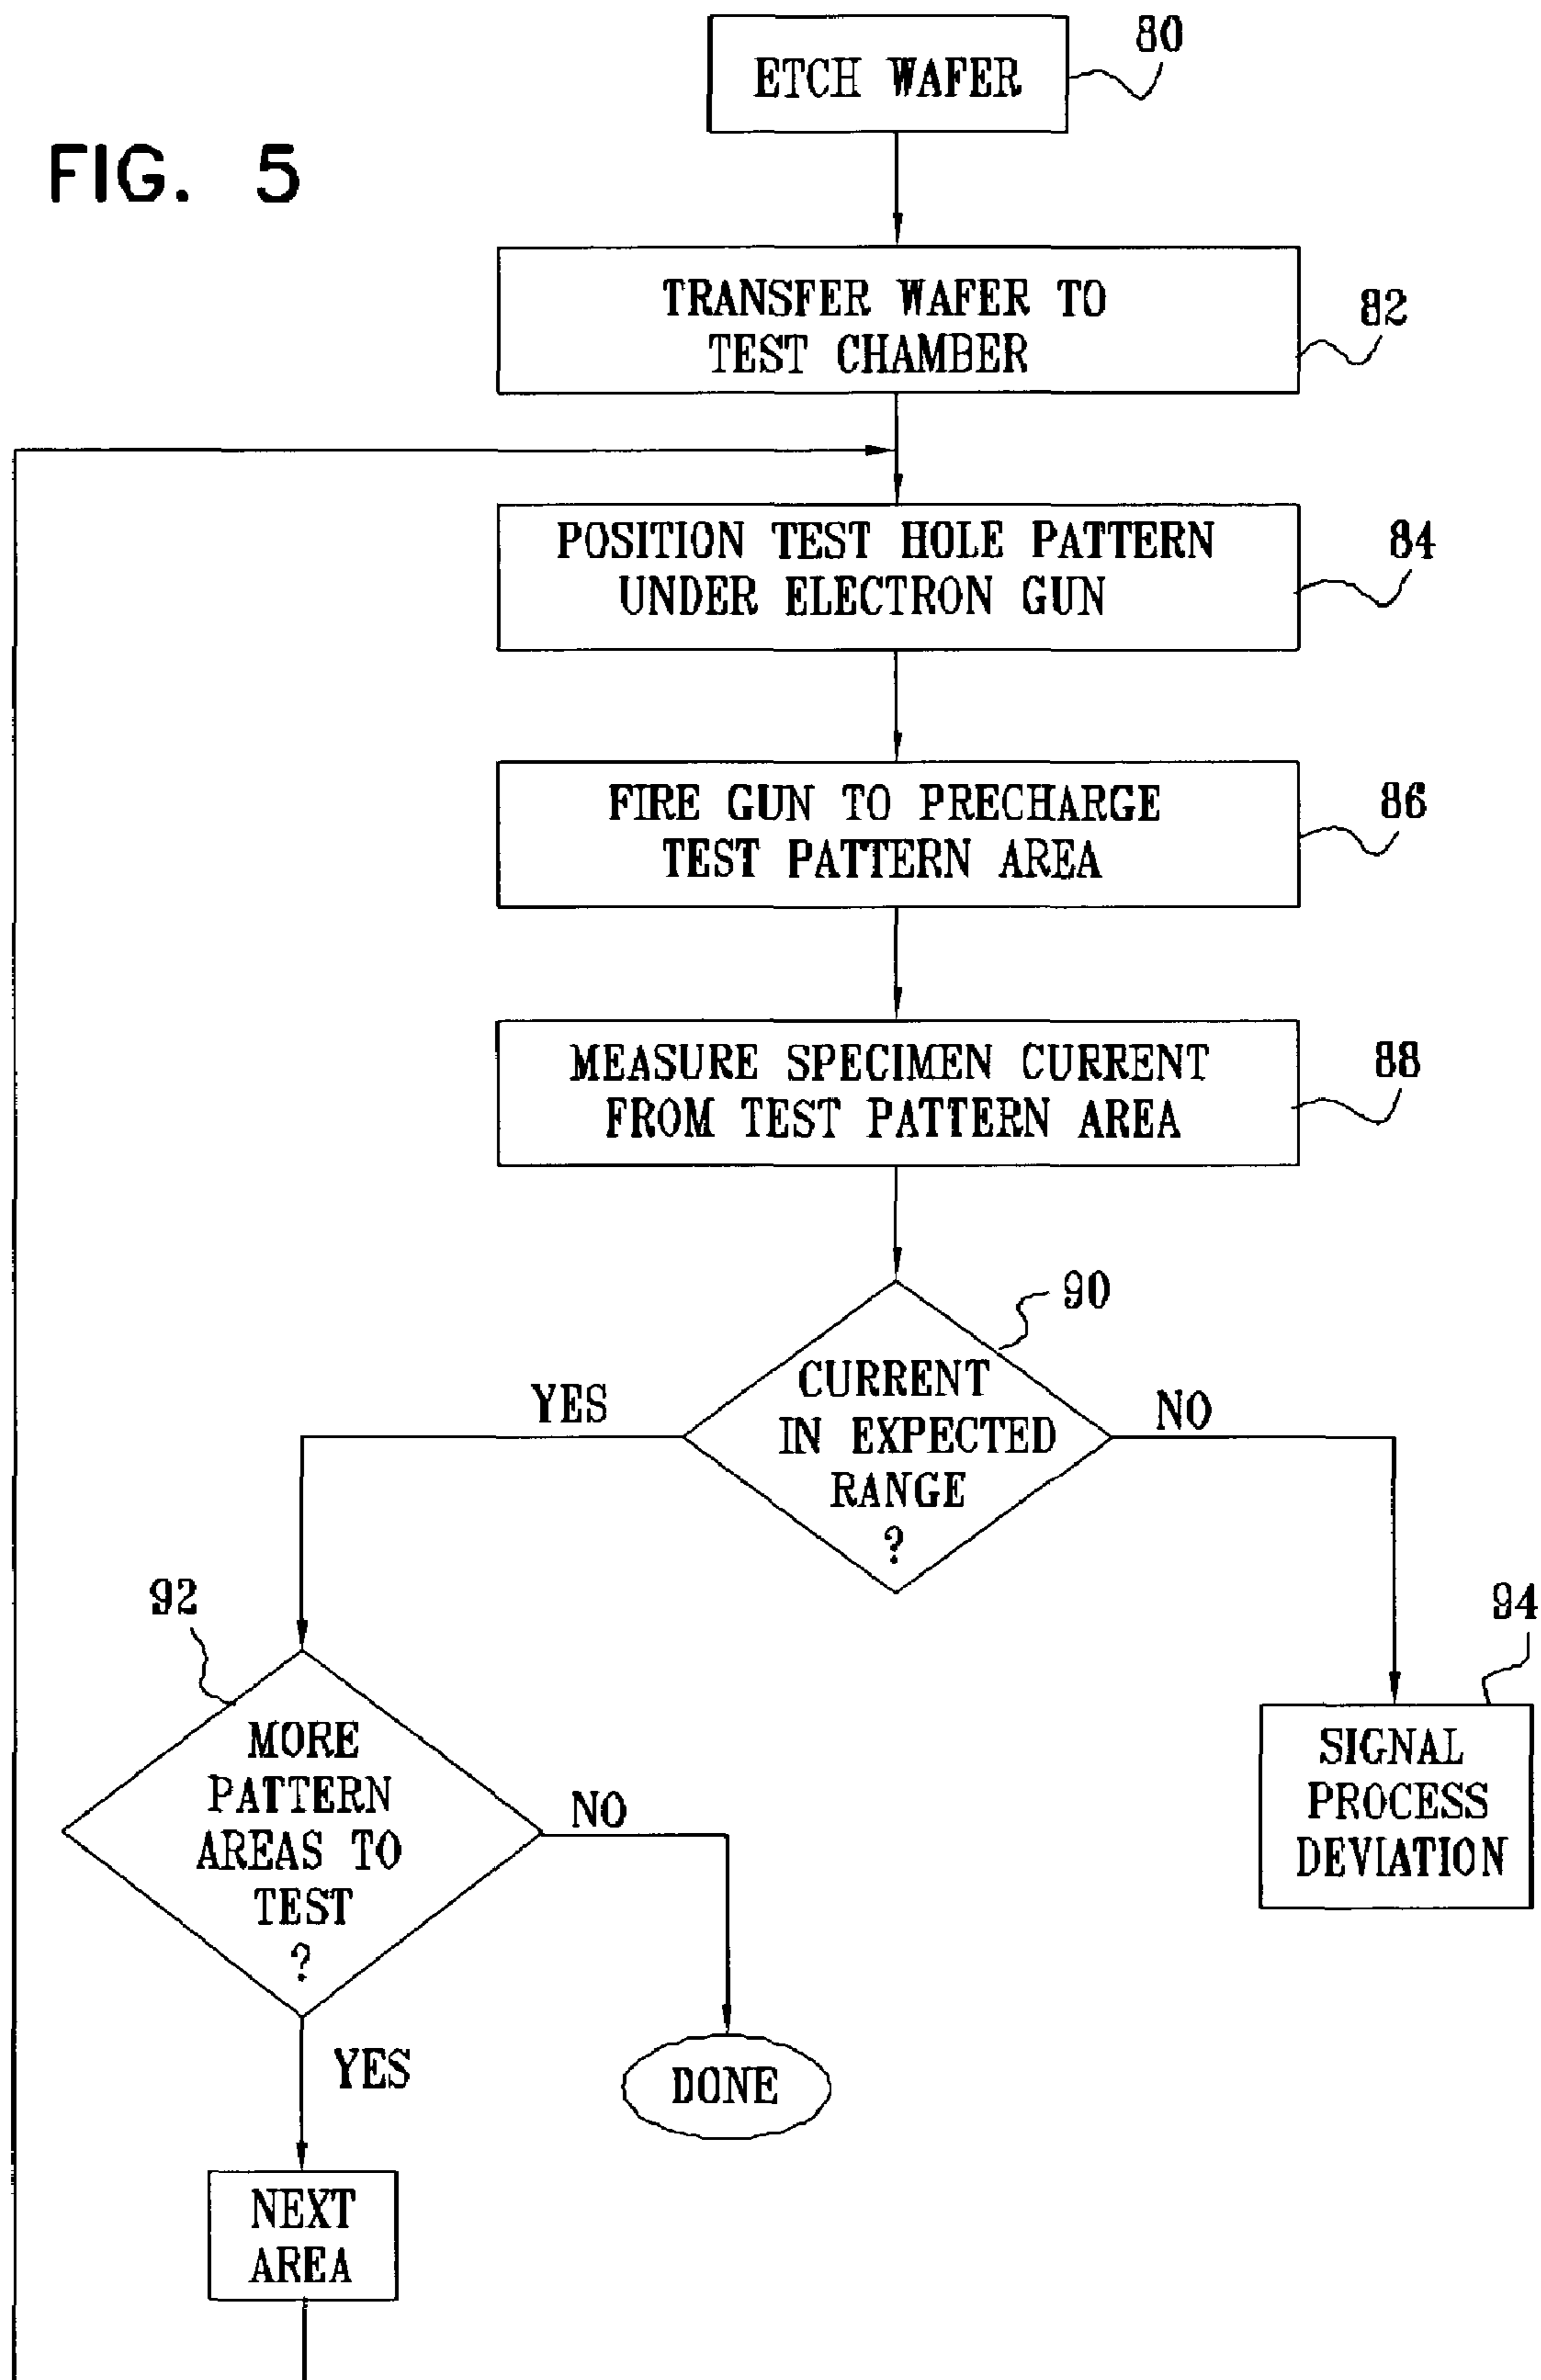 FIG. 5
ETCH WAFER
80
TRANSFER WAFER TO
TEST CHAMBER
82
POSITION TEST HOLE PATTERN
UNDER ELECTRON GUN
84
FIRE GUN TO PRECHARGE
TEST PATTERN AREA
86
MEASURE SPECIMEN CURRENT
FROM TEST PATTERN AREA
88
90
CURRENT
IN EXPECTED
RANGE
?
YES
NO
92
MORE
PATTERN
AREAS TO
TEST
?
NO
94
SIGNAL
PROCESS
DEVIATION
YES
DONE
NEXT
AREA